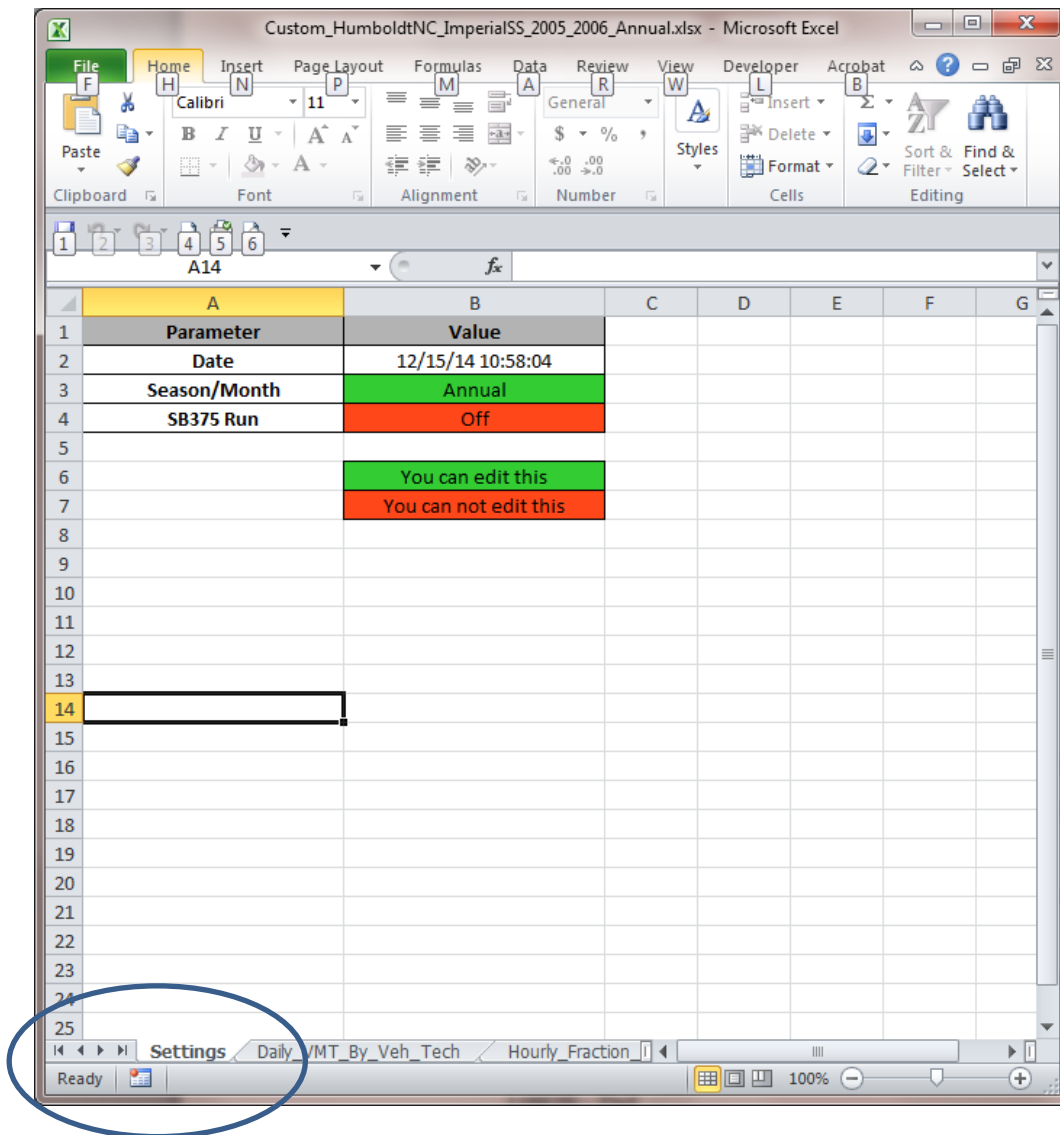 Custom_HumboldtNC_ImperialSS_2005_2006_Annual.xlsx - Microsoft Excel
File Home Insert Page Layout Formulas Data Review View Developer Acrobat
F H N P M A R W L B
Calibri 11 General Insert Σ
Paste B I U A A $ % , Styles Delete Sort & Filter Find & Select
A .0 .00 .00 .0 Format
Clipboard Font Alignment Number Cells Editing
1 2 3 4 5 6
A14 fx
A B C D E F G
1 Parameter Value
2 Date 12/15/14 10:58:04
3 Season/Month Annual
4 SB375 Run Off
5
6 You can edit this
7 You can not edit this
8
9
10
11
12
13
14
15
16
17
18
19
20
21
22
23
24
25
Settings Daily_VMT_By_Veh_Tech Hourly_Fraction_
Ready 100%